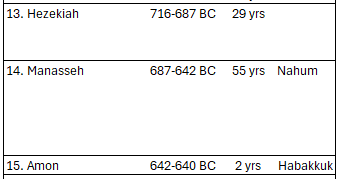 13. Hezekiah 716-687 BC 29 yrs
14. Manasseh 687-642 BC 55 yrs Nahum
15. Amon 642-640 BC 2 yrs Habakkuk